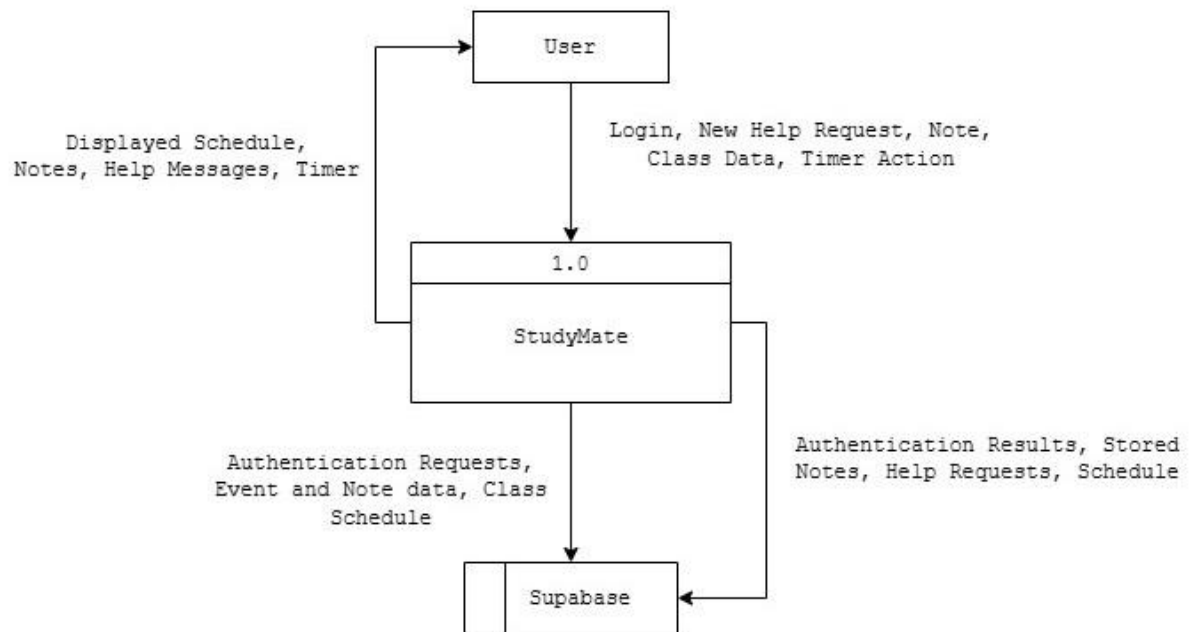 User
Displayed Schedule,
Notes, Help Messages, Timer
Login, New Help Request, Note,
Class Data, Timer Action
1.0
StudyMate
Authentication Requests,
Event and Note data, Class
Schedule
Authentication Results, Stored
Notes, Help Requests, Schedule
Supabase